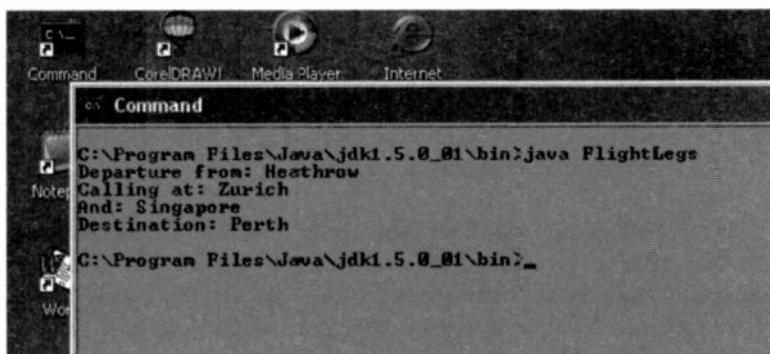 C:\
Command CorelDRAW! Media Player Internet
Command
C:\Program Files\Java\jdk1.5.0_01\bin>java FlightLegs
Departure from: Heathrow
Calling at: Zurich
And: Singapore
Destination: Perth
C:\Program Files\Java\jdk1.5.0_01\bin>_